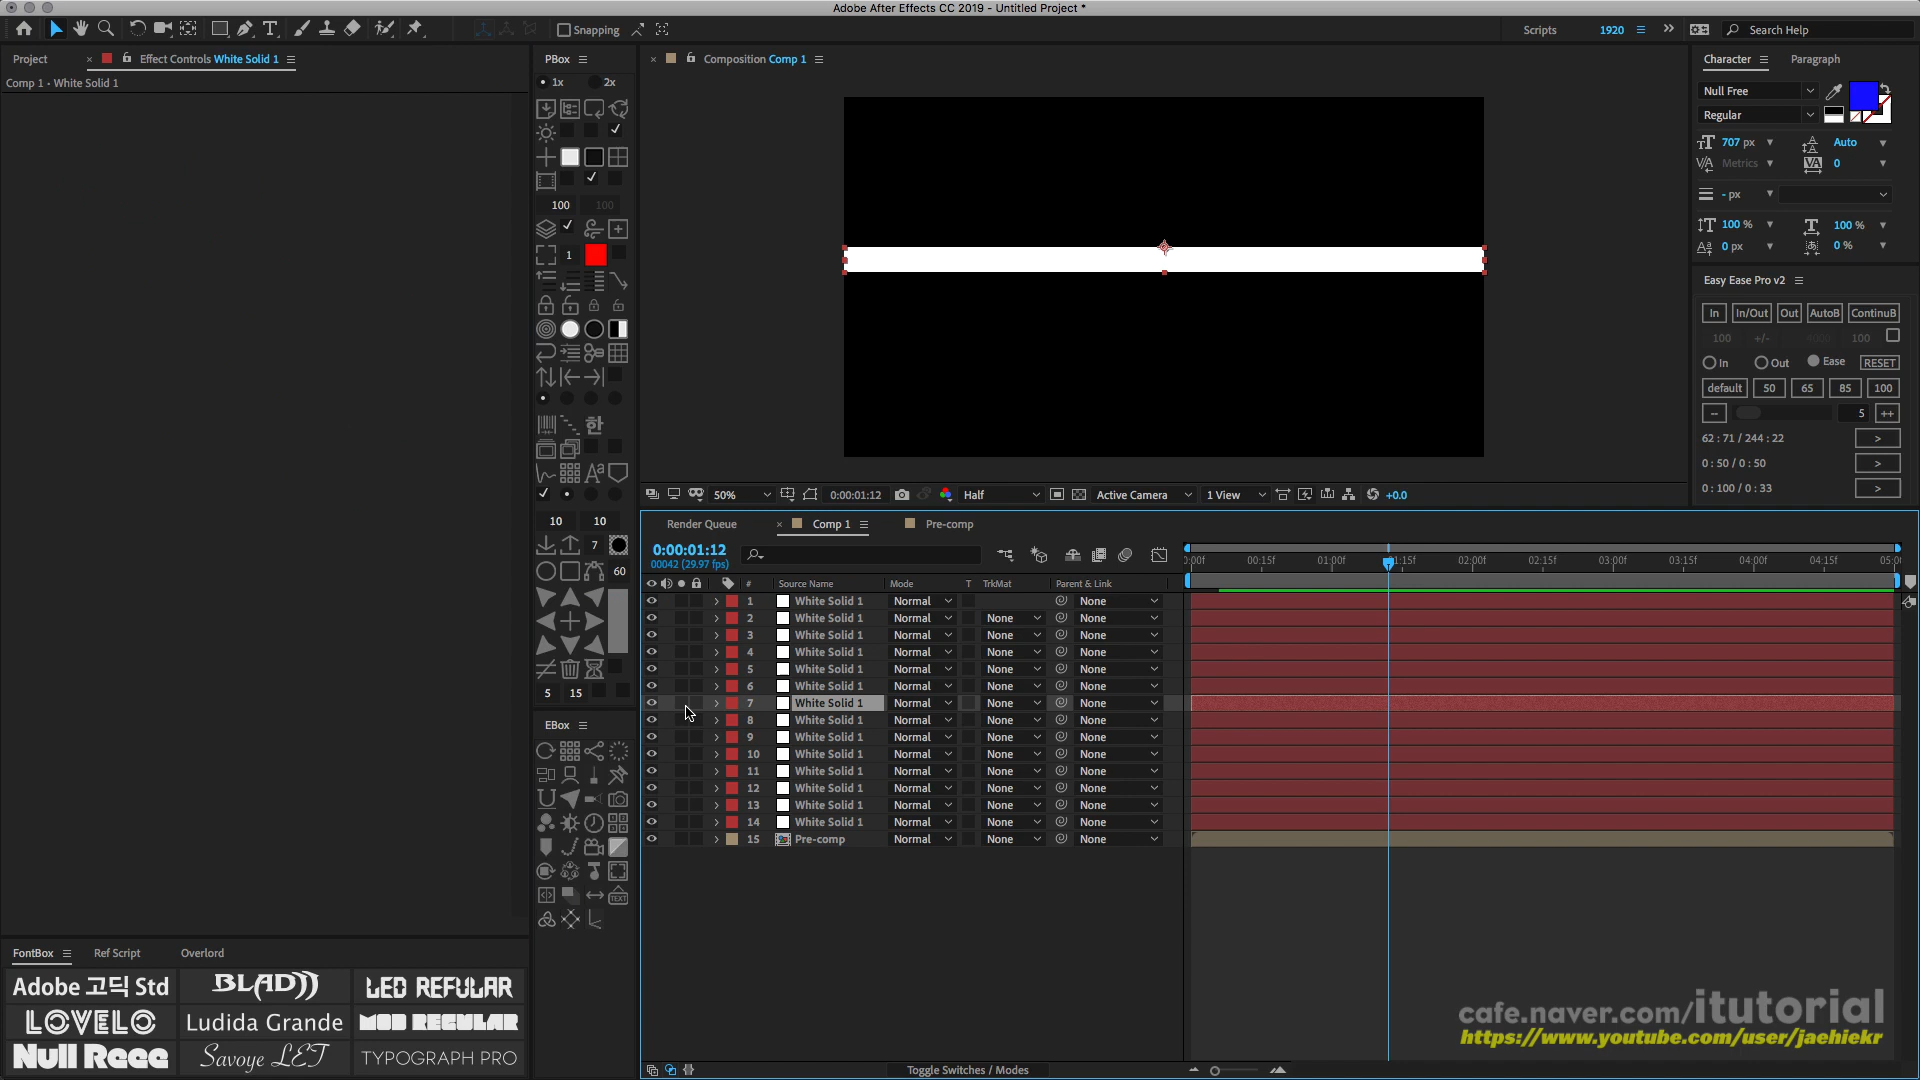 Adobe After Effects CC 2019 - Untitled Project *
Snapping
Scripts
1920
Search Help
Project
Effect Controls White Solid 1
Comp 1 • White Solid 1
PBox
1x
2x
100
100
1
한
10
10
7
60
5
15
EBox
TEXT
Composition Comp 1
50%
0:00:01:12
Half
Active Camera
1 View
+0.0
Character
Paragraph
Null Free
Regular
707 px
Auto
Metrics
0
- px
100 %
100 %
0 px
0 %
Easy Ease Pro v2
In
In/Out
Out
AutoB
ContinuB
100
+/-
100
In
Out
Ease
RESET
default
50
65
85
100
--
5
++
62 : 71 / 244 : 22
>
0 : 50 / 0 : 50
>
0 : 100 / 0 : 33
>
Render Queue
Comp 1
Pre-comp
0:00:01:12
00042 (29.97 fps)
:00f
00:15f
01:00f
01:15f
02:00f
02:15f
03:00f
03:15f
04:00f
04:15f
05:0
#
Source Name
Mode
T
TrkMat
Parent & Link
1 White Solid 1 Normal None
2 White Solid 1 Normal None None
3 White Solid 1 Normal None None
4 White Solid 1 Normal None None
5 White Solid 1 Normal None None
6 White Solid 1 Normal None None
7 White Solid 1 Normal None None
8 White Solid 1 Normal None None
9 White Solid 1 Normal None None
10 White Solid 1 Normal None None
11 White Solid 1 Normal None None
12 White Solid 1 Normal None None
13 White Solid 1 Normal None None
14 White Solid 1 Normal None None
15 Pre-comp Normal None None
FontBox
Ref Script
Overlord
Adobe 고딕 Std
BLADJJ
LED REFULAR
LOVELO
Ludida Grande
MOD REGULAR
Null Reee
Savoye LET
TYPOGRAPH PRO
Toggle Switches / Modes
cafe.naver.com/itutorial
https://www.youtube.com/user/jaehiekr